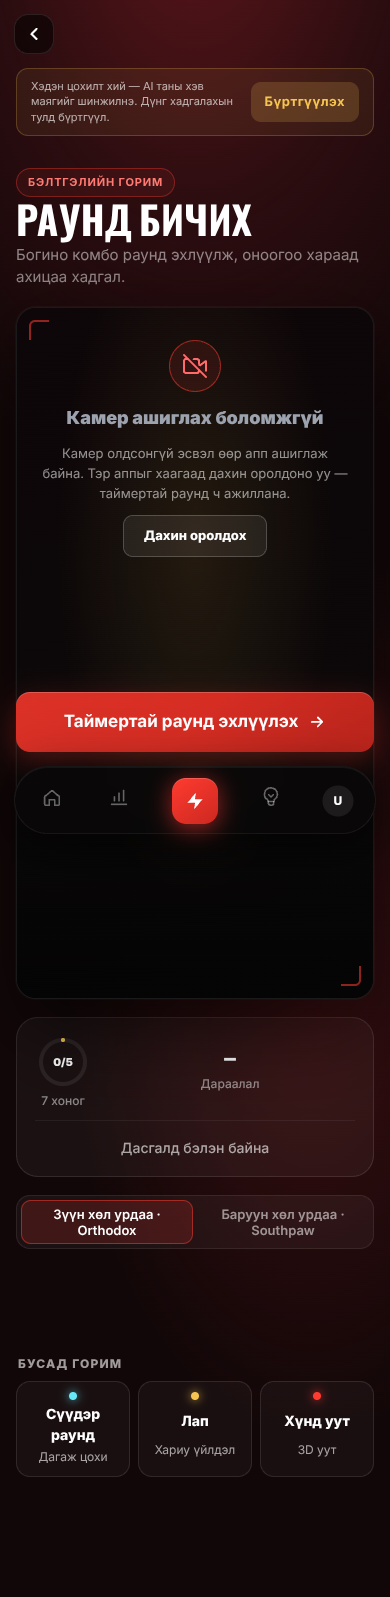 Хэдэн цохилт хий — AI таны хэв
маягийг шинжилнэ. Дүнг хадгалахын
тулд бүртгүүл.
Бүртгүүлэх
БЭЛТГЭЛИЙН ГОРИМ
РАУНД БИЧИХ
Богино комбо раунд эхлүүлж, оноогоо хараад
ахицаа хадгал.
Камер ашиглах боломжгүй
Камер олдсонгүй эсвэл өөр апп ашиглаж
байна. Тэр аппыг хаагаад дахин оролдоно уу —
таймертай раунд ч ажиллана.
Дахин оролдох
Таймертай раунд эхлүүлэх →
U
0/5
7 хоног
–
Дараалал
Дасгалд бэлэн байна
Зүүн хөл урдаа ·
Orthodox
Баруун хөл урдаа ·
Southpaw
БУСАД ГОРИМ
Сүүдэр
раунд
Дагаж цохи
Лап
Хариу үйлдэл
Хүнд уут
3D уут